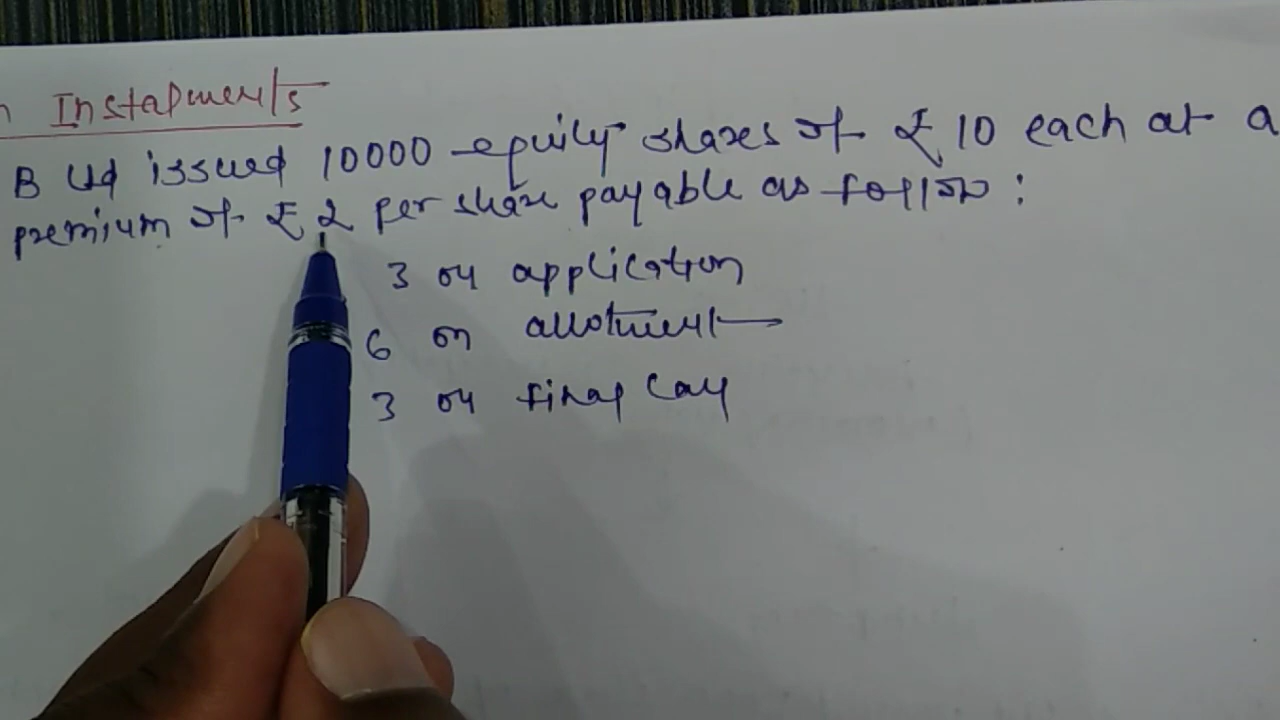 n Instalments
B Ltd issued 10000 equity shares of ₹ 10 each at a
premium of ₹ 2 per share payable as follow :
3 on application
6 on allotment
3 on final call